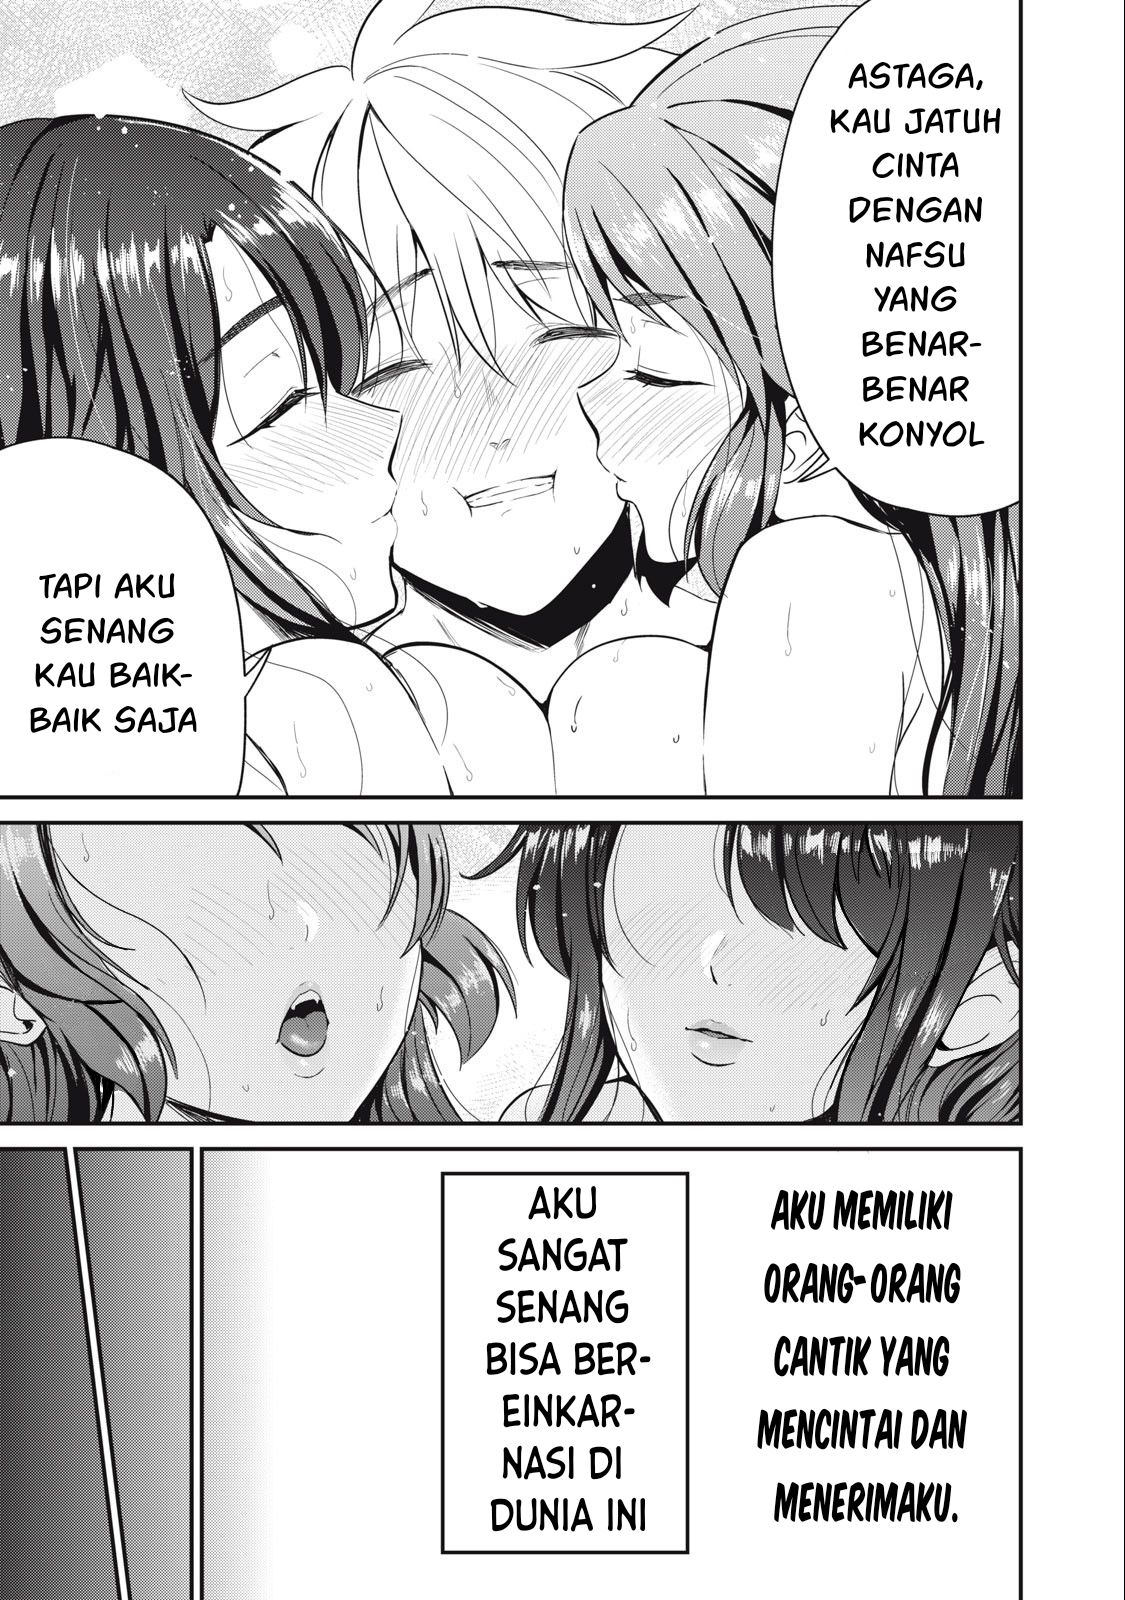 ASTAGA,
KAU JATUH
CINTA
DENGAN
NAFSU
YANG
BENAR-
BENAR
KONYOL
TAPI AKU
SENANG
KAU BAIK-
BAIK SAJA
AKU MEMILIKI
ORANG-ORANG
CANTIK YANG
MENCINTAI DAN
MENERIMAKU.
AKU
SANGAT
SENANG
BISA BER-
EINKAR-
NASI DI
DUNIA INI